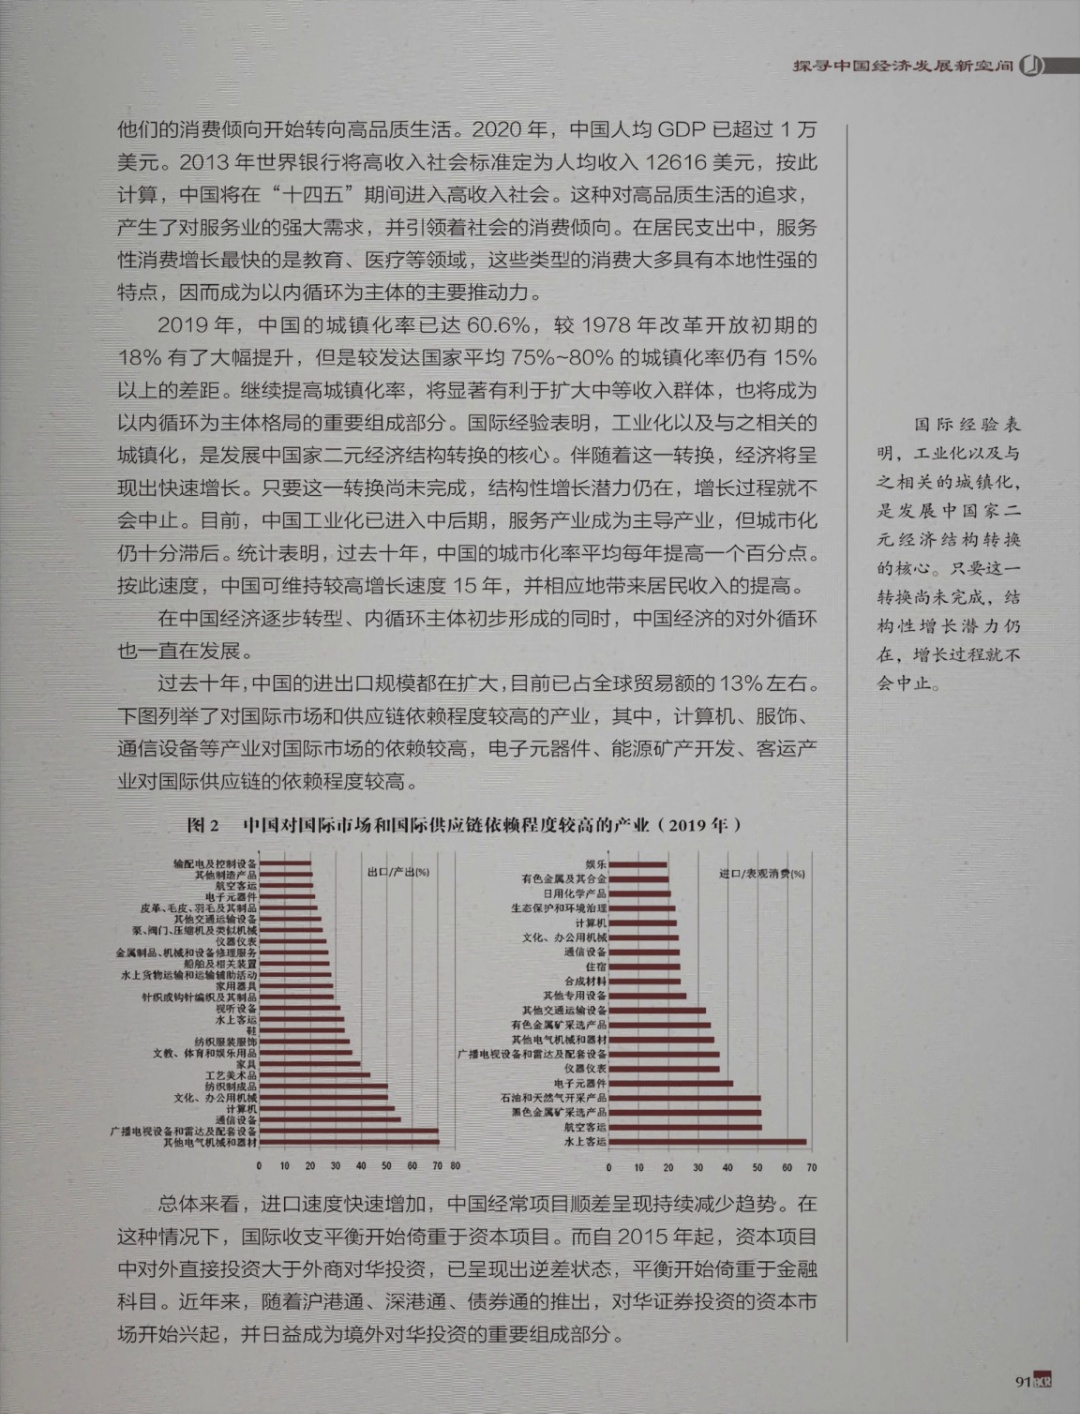 探寻中国经济发展新空间
他们的消费倾向开始转向高品质生活。2020 年，中国人均 GDP 已超过 1 万
美元。2013 年世界银行将高收入社会标准定为人均收入 12616 美元，按此
计算，中国将在“十四五”期间进入高收入社会。这种对高品质生活的追求，
产生了对服务业的强大需求，并引领着社会的消费倾向。在居民支出中，服务
性消费增长最快的是教育、医疗等领域，这些类型的消费大多具有本地性强的
特点，因而成为以内循环为主体的主要推动力。
2019 年，中国的城镇化率已达 60.6%，较 1978 年改革开放初期的
18% 有了大幅提升，但是较发达国家平均 75%~80% 的城镇化率仍有 15%
以上的差距。继续提高城镇化率，将显著有利于扩大中等收入群体，也将成为
以内循环为主体格局的重要组成部分。国际经验表明，工业化以及与之相关的
城镇化，是发展中国家二元经济结构转换的核心。伴随着这一转换，经济将呈
现出快速增长。只要这一转换尚未完成，结构性增长潜力仍在，增长过程就不
会中止。目前，中国工业化已进入中后期，服务产业成为主导产业，但城市化
仍十分滞后。统计表明，过去十年，中国的城市化率平均每年提高一个百分点。
按此速度，中国可维持较高增长速度 15 年，并相应地带来居民收入的提高。
在中国经济逐步转型、内循环主体初步形成的同时，中国经济的对外循环
也一直在发展。
过去十年，中国的进出口规模都在扩大，目前已占全球贸易额的 13% 左右。
下图列举了对国际市场和供应链依赖程度较高的产业，其中，计算机、服饰、
通信设备等产业对国际市场的依赖较高，电子元器件、能源矿产开发、客运产
业对国际供应链的依赖程度较高。
国际经验表
明，工业化以及与
之相关的城镇化，
是发展中国家二
元经济结构转换
的核心。只要这一
转换尚未完成，结
构性增长潜力仍
在，增长过程就不
会中止。
图 2 中国对国际市场和国际供应链依赖程度较高的产业（2019 年）
出口/产出(%)
输配电及控制设备
其他制造产品
航空客运
电子元器件
皮革、毛皮、羽毛及其制品
其他交通运输设备
泵、阀门、压缩机及类似机械
仪器仪表
金属制品、机械和设备修理服务
船舶及相关装置
水上货物运输和运输辅助活动
家用器具
针织或钩针编织及其制品
视听设备
水上客运
鞋
纺织服装服饰
文教、体育和娱乐用品
家具
工艺美术品
纺织制成品
文化、办公用机械
计算机
通信设备
广播电视设备和雷达及配套设备
其他电气机械和器材
0 10 20 30 40 50 60 70 80
进口/表观消费(%)
娱乐
有色金属及其合金
日用化学产品
生态保护和环境治理
计算机
文化、办公用机械
通信设备
住宿
合成材料
其他专用设备
其他交通运输设备
有色金属矿采选产品
其他电气机械和器材
广播电视设备和雷达及配套设备
仪器仪表
电子元器件
石油和天然气开采产品
黑色金属矿采选产品
航空客运
水上客运
0 10 20 30 40 50 60 70
总体来看，进口速度快速增加，中国经常项目顺差呈现持续减少趋势。在
这种情况下，国际收支平衡开始倚重于资本项目。而自 2015 年起，资本项目
中对外直接投资大于外商对华投资，已呈现出逆差状态，平衡开始倚重于金融
科目。近年来，随着沪港通、深港通、债券通的推出，对华证券投资的资本市
场开始兴起，并日益成为境外对华投资的重要组成部分。
91